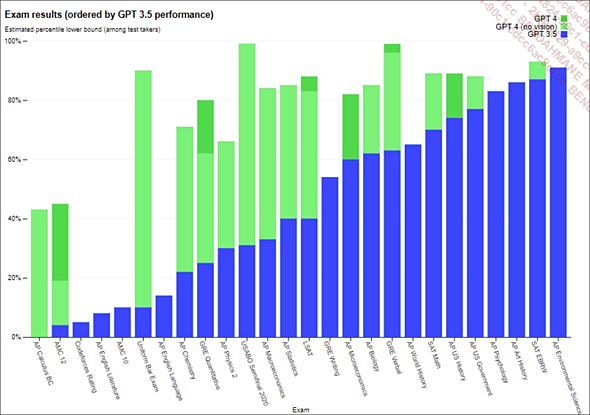 Exam results (ordered by GPT 3.5 performance)
Estimated percentile lower bound (among test takers)
GPT 4
GPT 4 (no vision)
GPT 3.5
100%
80%
60%
40%
20%
0%
AP Calculus BC
AMC 12
Codeforces Rating
AP English Literature
AMC 10
Uniform Bar Exam
AP English Language
AP Chemistry
GRE Quantitative
AP Physics 2
USABO Semifinal 2020
AP Macroeconomics
AP Statistics
LSAT
GRE Writing
AP Microeconomics
AP Biology
GRE Verbal
AP World History
SAT Math
AP US History
AP US Government
AP Psychology
AP Art History
SAT EBRW
AP Environmental Science
Exam